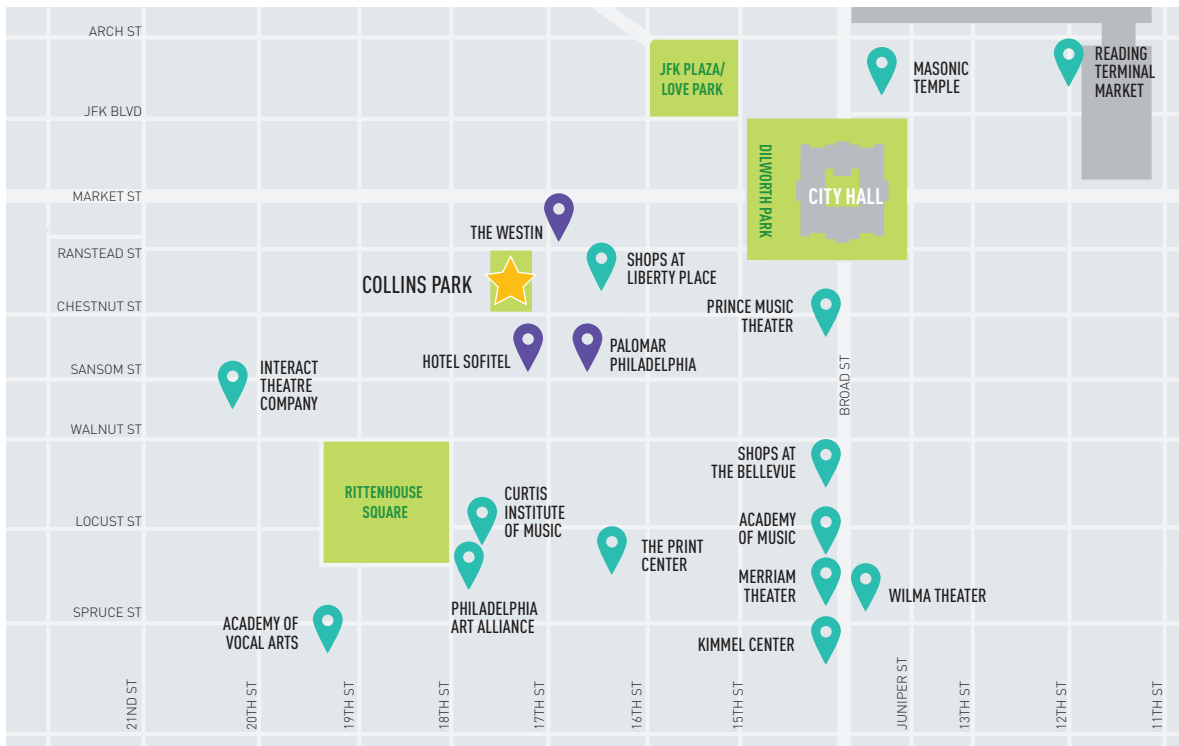 ARCH ST
JFK PLAZA/
LOVE PARK
MASONIC
TEMPLE
READING
TERMINAL
MARKET
JFK BLVD
DILWORTH PARK
CITY HALL
MARKET ST
THE WESTIN
RANSTEAD ST
SHOPS AT
LIBERTY PLACE
COLLINS PARK
CHESTNUT ST
PRINCE MUSIC
THEATER
HOTEL SOFITEL
PALOMAR
PHILADELPHIA
SANSOM ST
INTERACT
THEATRE
COMPANY
BROAD ST
WALNUT ST
SHOPS AT
THE BELLEVUE
RITTENHOUSE
SQUARE
CURTIS
INSTITUTE
OF MUSIC
LOCUST ST
ACADEMY
OF MUSIC
THE PRINT
CENTER
MERRIAM
THEATER
WILMA THEATER
PHILADELPHIA
ART ALLIANCE
SPRUCE ST
ACADEMY OF
VOCAL ARTS
KIMMEL CENTER
21ND ST
20TH ST
19TH ST
18TH ST
17TH ST
16TH ST
15TH ST
JUNIPER ST
13TH ST
12TH ST
11TH ST